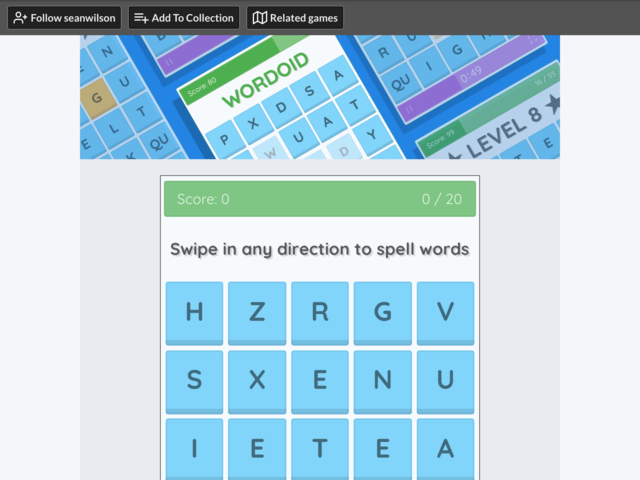 Follow seanwilson
Add To Collection
Related games
Score: 80
WORDOID
P X D S A
W U A T
D Y
N
G U
E L T
K QU
R U
QU I G
0:49
16 / 55
Score: 99
★ LEVEL 8 ★
Score: 0
0 / 20
Swipe in any direction to spell words
H Z R G V
S X E N U
I E T E A